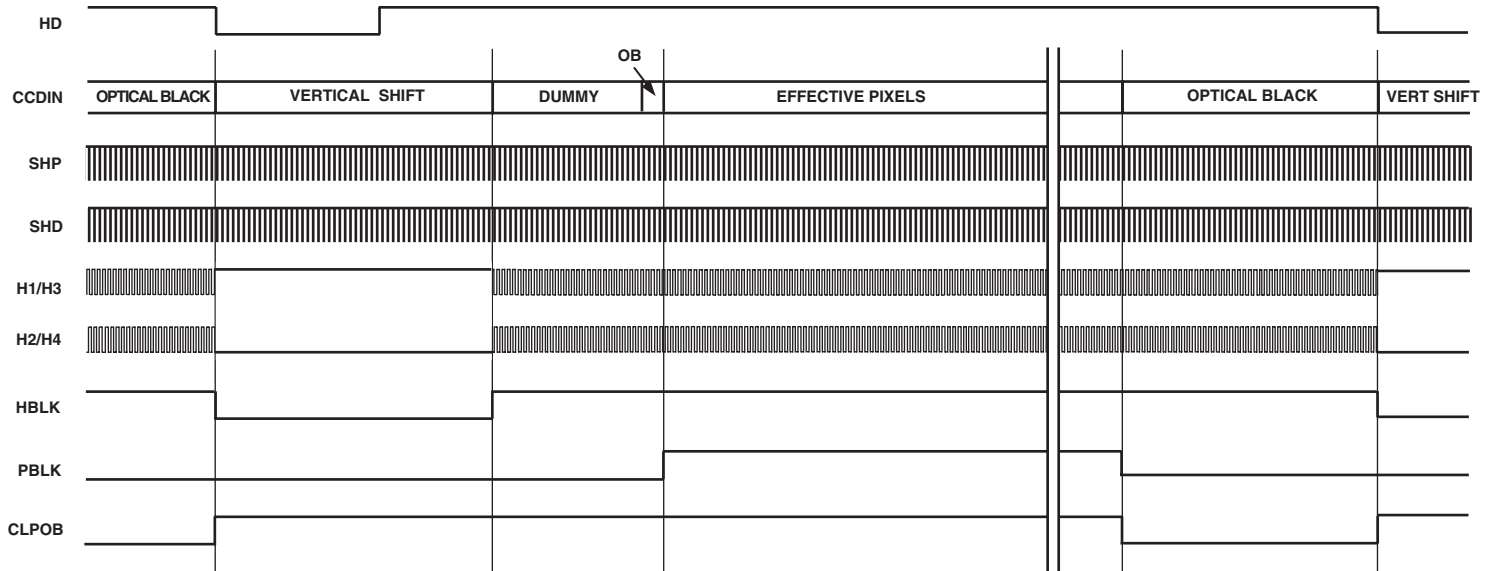 HD
OB
CCDIN OPTICAL BLACK VERTICAL SHIFT DUMMY EFFECTIVE PIXELS OPTICAL BLACK VERT SHIFT
SHP
SHD
H1/H3
H2/H4
HBLK
PBLK
CLPOB